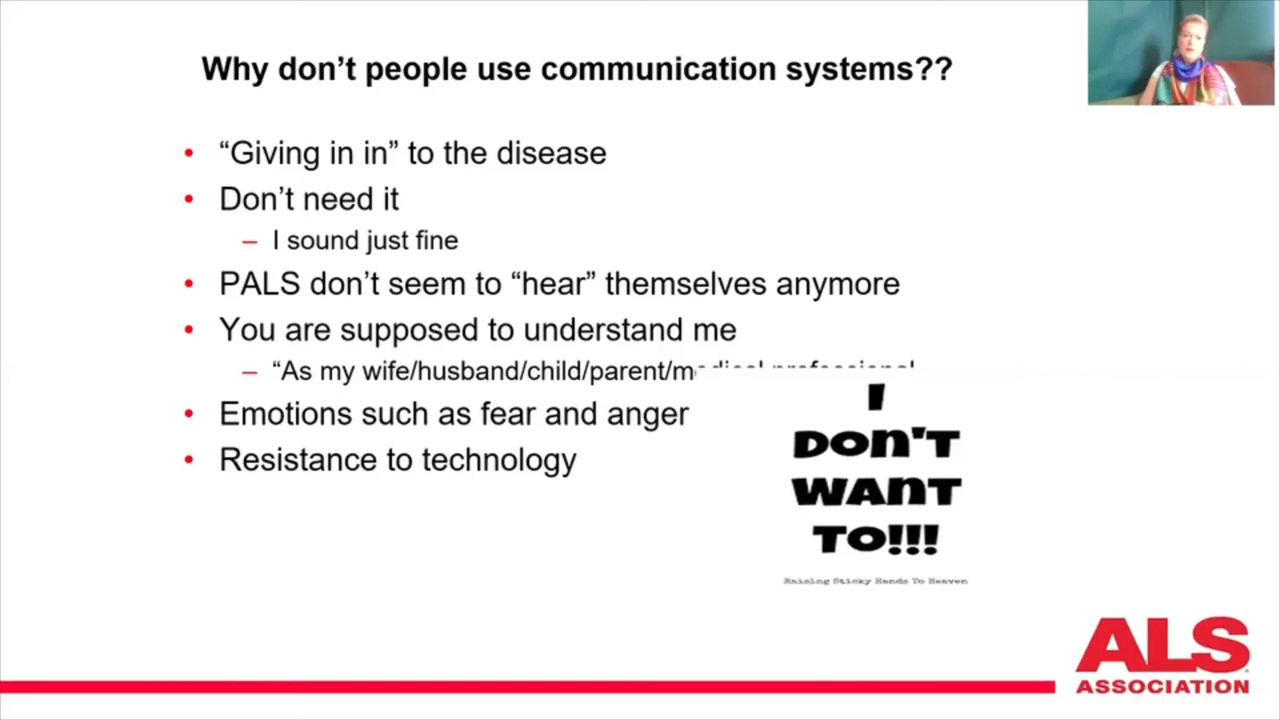 Why don’t people use communication systems??
• “Giving in in” to the disease
• Don’t need it
– I sound just fine
• PALS don’t seem to “hear” themselves anymore
• You are supposed to understand me
– “As my wife/husband/child/parent/medical professional
• Emotions such as fear and anger
• Resistance to technology
I
DON'T
WANT
TO!!!
Raising Sticky Hands To Heaven
ALS
ASSOCIATION